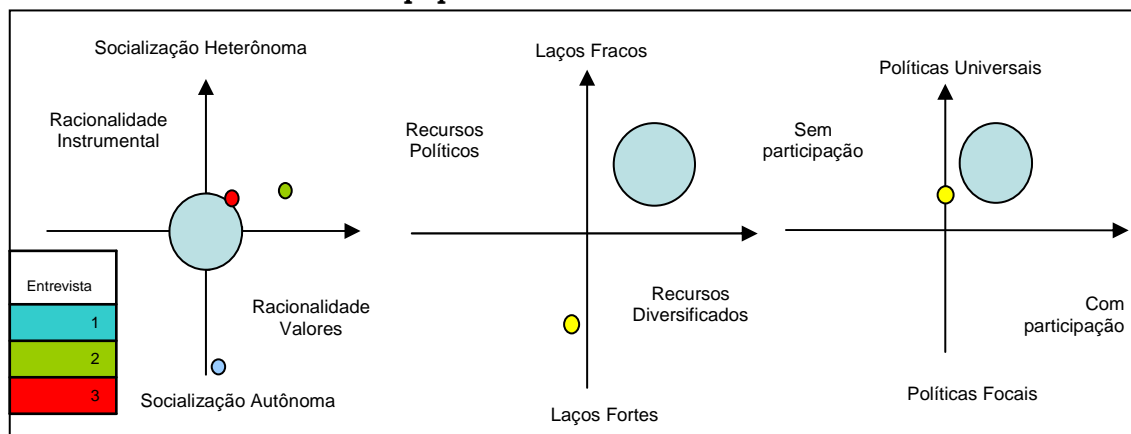 Socialização Heterônoma
Racionalidade
Instrumental
Racionalidade
Valores
Socialização Autônoma
Entrevista
1
2
3
Laços Fracos
Recursos
Políticos
Recursos
Diversificados
Laços Fortes
Políticas Universais
Sem
participação
Com
participação
Políticas Focais